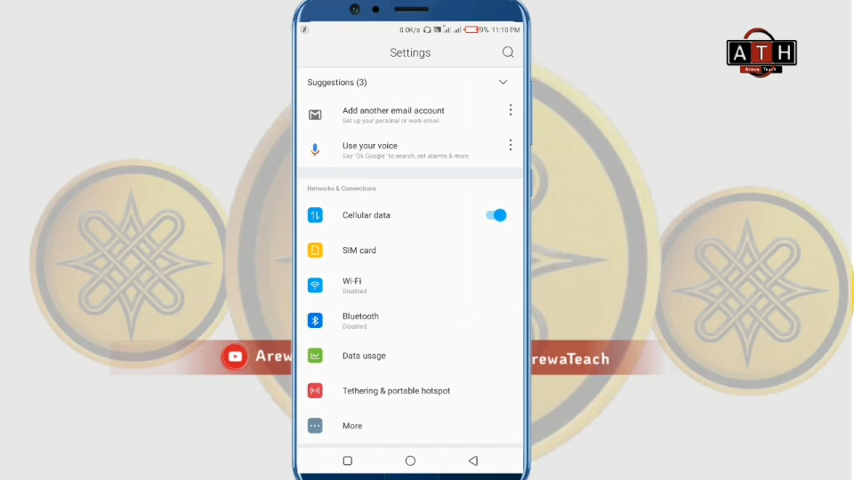 0.0K/s 9% 11:10 PM
Settings
ATH
Arewa Teach
Suggestions (3)
Add another email account
Set up your personal or work email
Use your voice
Say "Ok Google" to search, set alarms & more
Networks & Connections
Cellular data
SIM card
Wi-Fi
Disabled
Bluetooth
Disabled
Data usage
Arew
rewaTeach
Tethering & portable hotspot
More